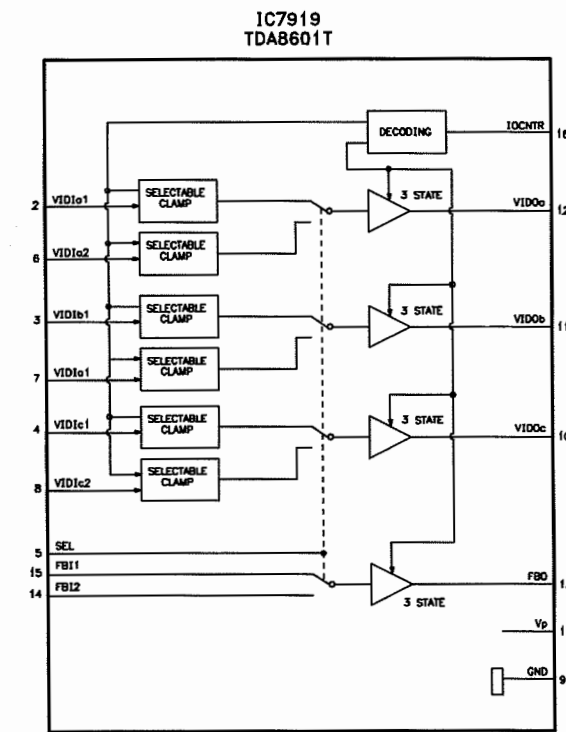 IC7919
TDA8601T
DECODING
IOCNTR
SELECTABLE
CLAMP
3 STATE
2 VIDIa1
VIDOa
SELECTABLE
CLAMP
6 VIDIa2
SELECTABLE
CLAMP
3 STATE
3 VIDIb1
VIDOb
SELECTABLE
CLAMP
7 VIDIa1
SELECTABLE
CLAMP
3 STATE
4 VIDIc1
VIDOc
SELECTABLE
CLAMP
8 VIDIc2
5 SEL
15 FBI1
FBO
14 FBI2
3 STATE
Vp
GND 9